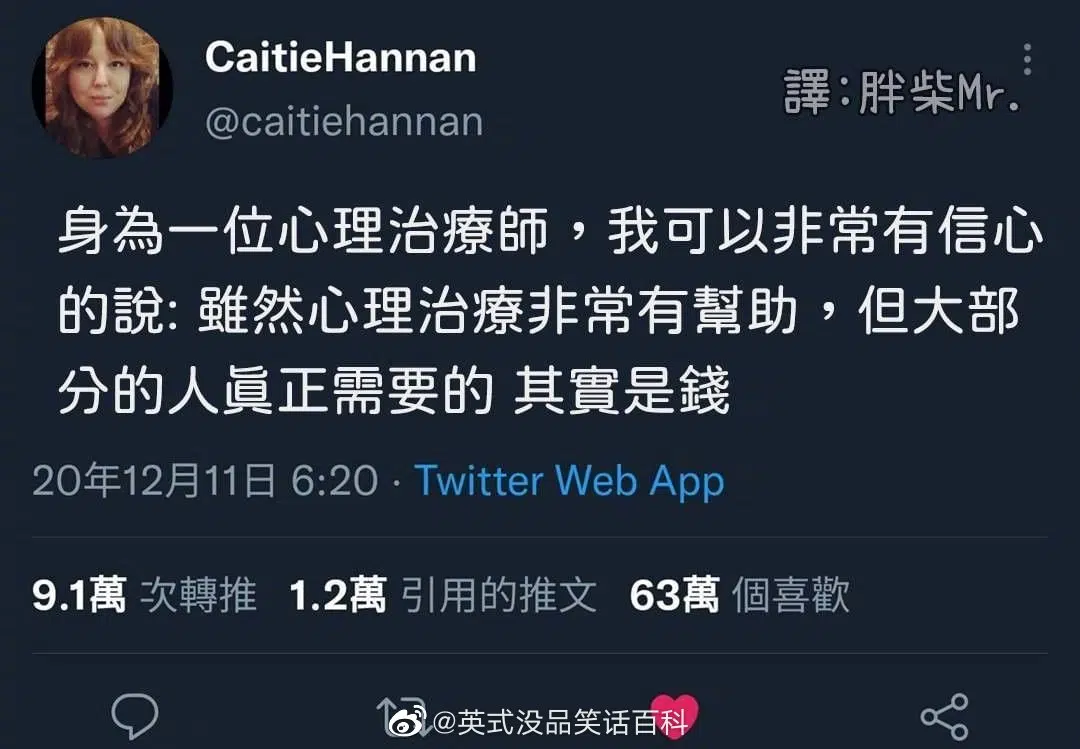 CaitieHannan
譯:胖柴Mr.
@caitiehannan
身為一位心理治療師，我可以非常有信心
的說: 雖然心理治療非常有幫助，但大部
分的人眞正需要的 其實是錢
20年12月11日 6:20 · Twitter Web App
9.1萬 次轉推 1.2萬 引用的推文 63萬 個喜歡
@英式没品笑话百科